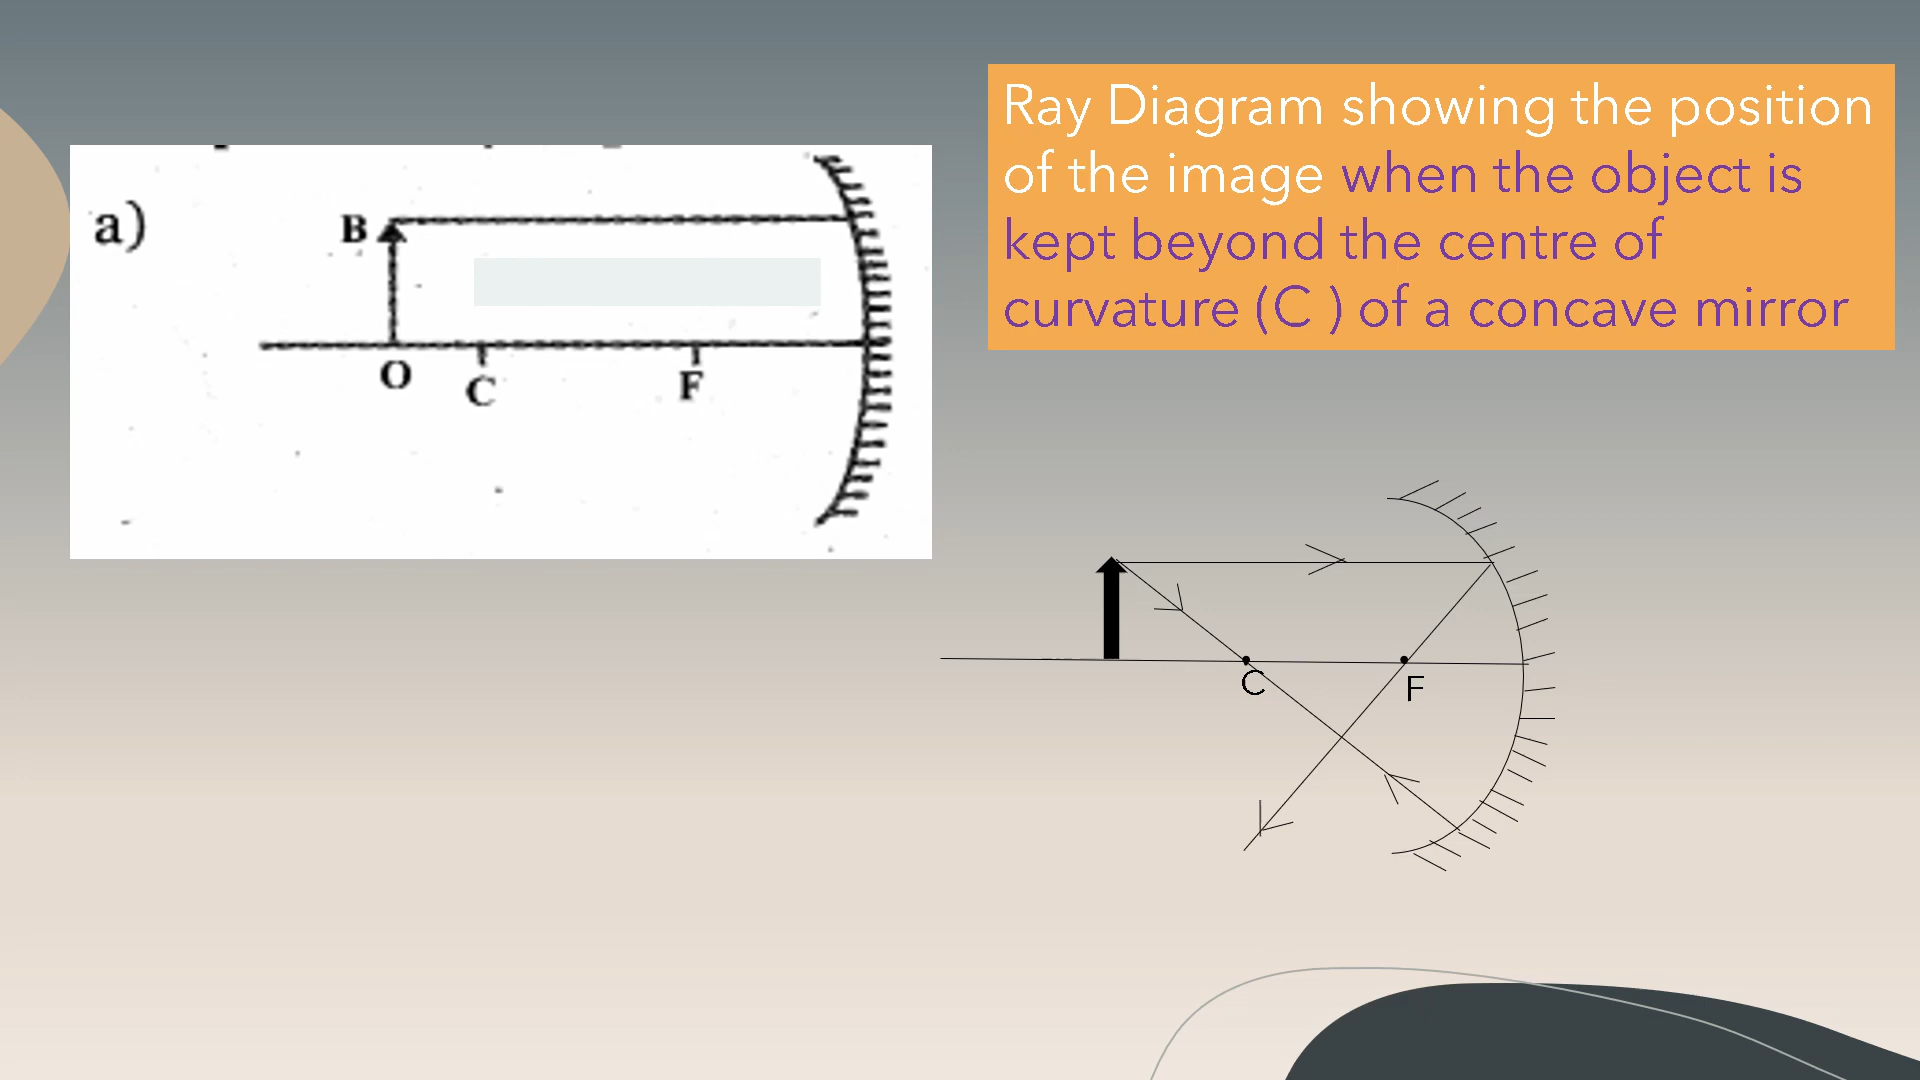 Ray Diagram showing the position
of the image when the object is
kept beyond the centre of
curvature (C ) of a concave mirror
a)
B
O
C
F
C
F